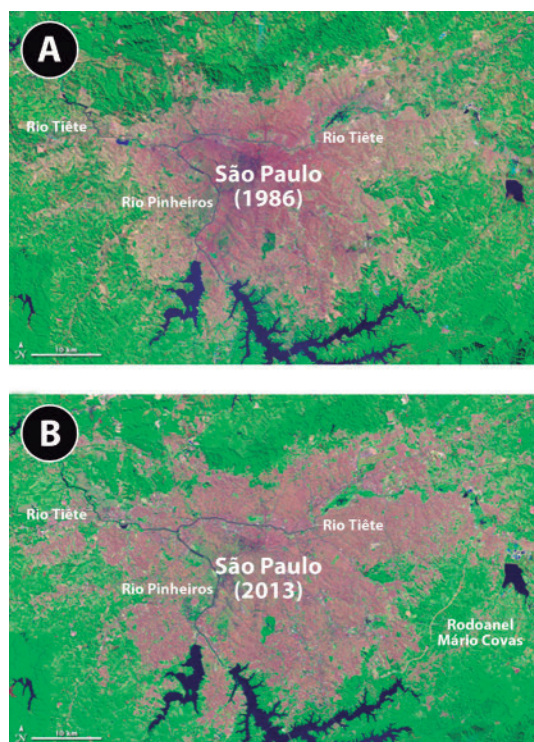 A
Rio Tiête
Rio Tiête
São Paulo
(1986)
Rio Pinheiros
N
10 km
B
Rio Tiête
Rio Tiête
São Paulo
(2013)
Rio Pinheiros
Rodoanel
Mário Covas
N
10 km